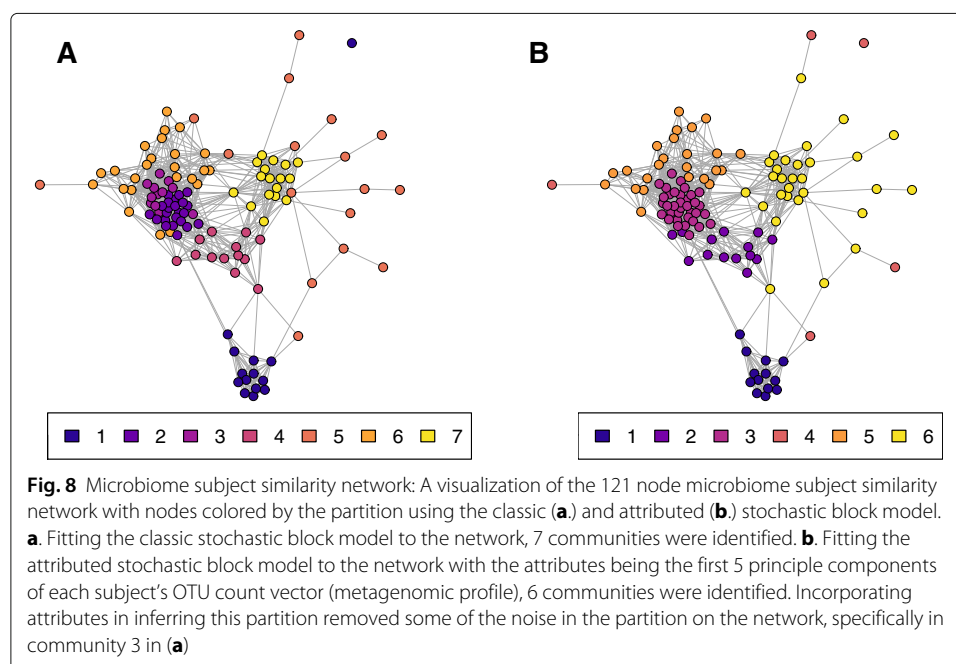 A
B
1 2 3 4 5 6 7
1 2 3 4 5 6
Fig. 8 Microbiome subject similarity network: A visualization of the 121 node microbiome subject similarity
network with nodes colored by the partition using the classic (a.) and attributed (b.) stochastic block model.
a. Fitting the classic stochastic block model to the network, 7 communities were identified. b. Fitting the
attributed stochastic block model to the network with the attributes being the first 5 principle components
of each subject's OTU count vector (metagenomic profile), 6 communities were identified. Incorporating
attributes in inferring this partition removed some of the noise in the partition on the network, specifically in
community 3 in (a)